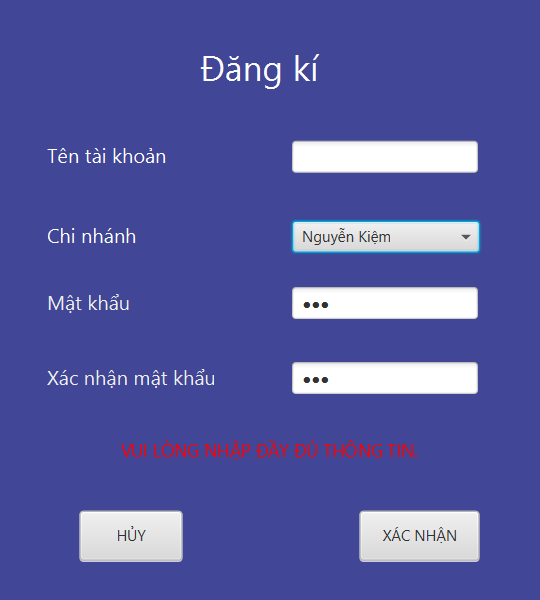 Đăng kí
Tên tài khoản
Chi nhánh
Nguyễn Kiệm
Mật khẩu
●●●
Xác nhận mật khẩu
●●●
VUI LÒNG NHẬP ĐẦY ĐỦ THÔNG TIN.
HỦY
XÁC NHẬN